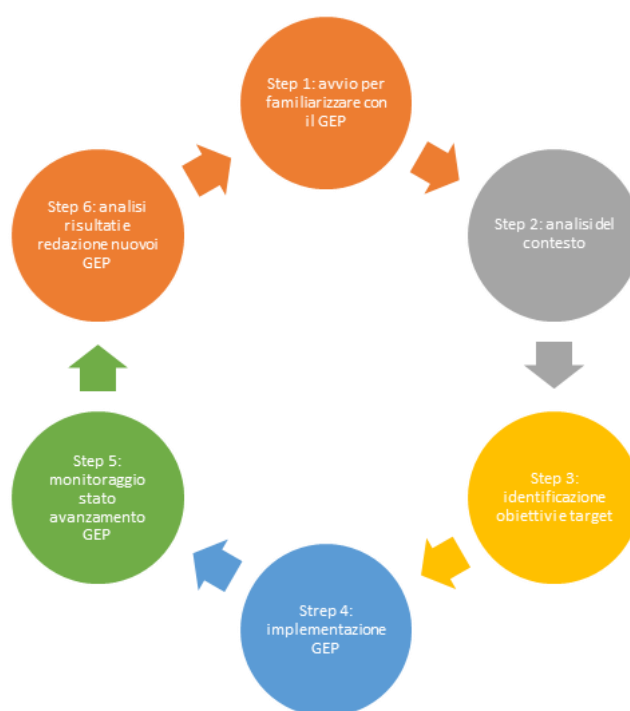 Step 1: avvio per
familiarizzare con
il GEP
Step 2: analisi del
contesto
Step 3:
identificazione
obiettivi e target
Strep 4:
implementazione
GEP
Step 5:
monitoraggio
stato
avanzamento
GEP
Step 6: analisi
risultati e
redazione nuovoi
GEP